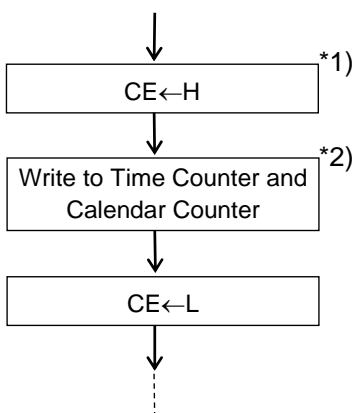 *1)
CE←H
*2)
Write to Time Counter and
Calendar Counter
CE←L